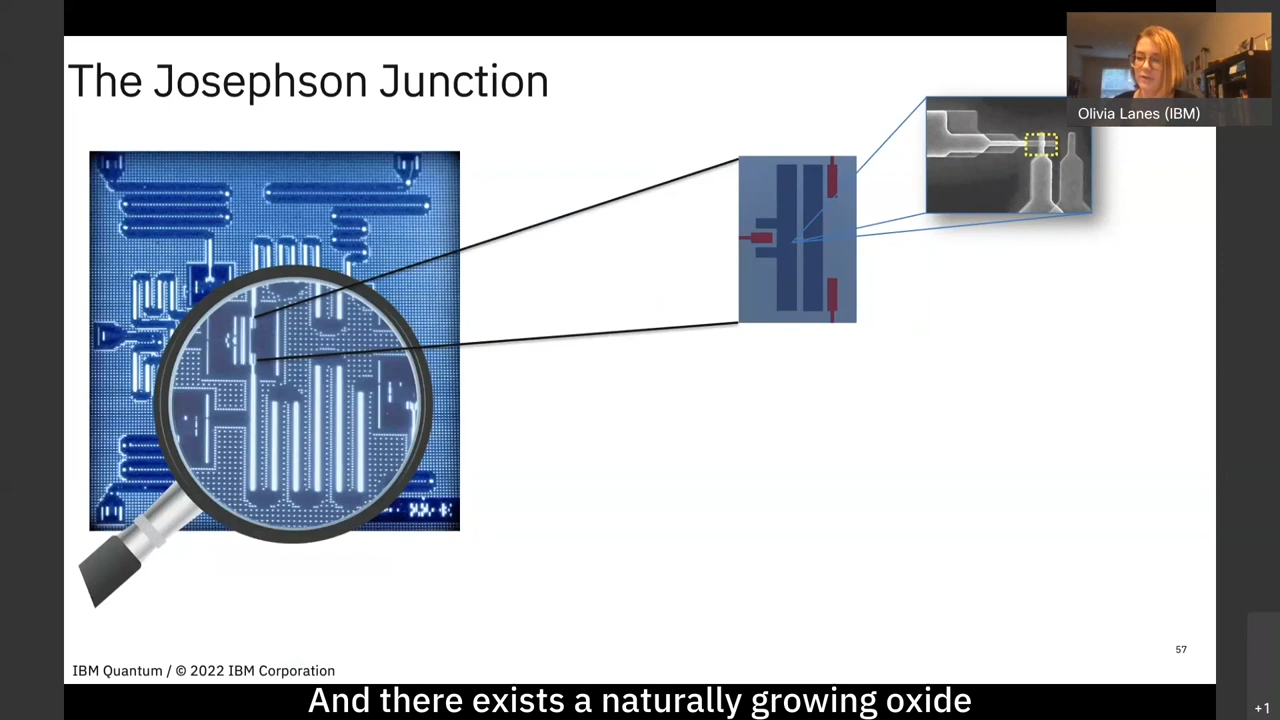 The Josephson Junction
Olivia Lanes (IBM)
57
IBM Quantum / © 2022 IBM Corporation
And there exists a naturally growing oxide
+1